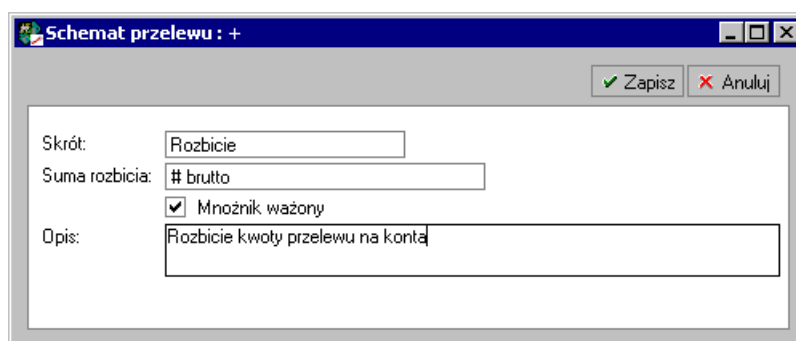 Schemat przelewu : +
Zapisz Anuluj
Skrót: Rozbicie
Suma rozbicia: # brutto
Mnożnik ważony
Opis: Rozbicie kwoty przelewu na konta